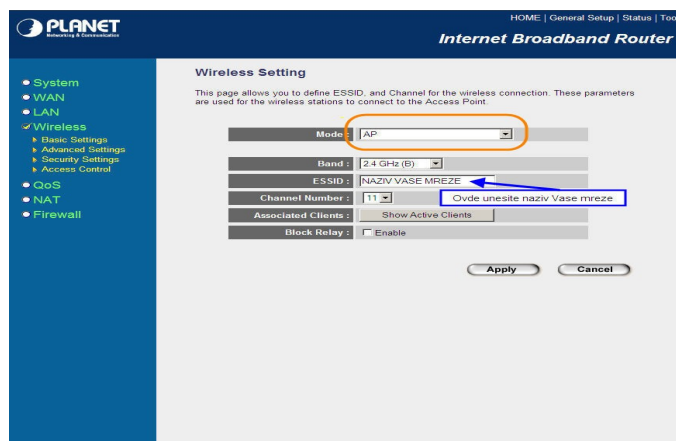 PLANET
Networking & Communication
HOME | General Setup | Status | Too
Internet Broadband Router
System
WAN
LAN
Wireless
Basic Settings
Advanced Settings
Security Settings
Access Control
QoS
NAT
Firewall
Wireless Setting
This page allows you to define ESSID, and Channel for the wireless connection. These parameters
are used for the wireless stations to connect to the Access Point.
Mode : AP
Band : 2.4 GHz (B)
ESSID : NAZIV VASE MREZE
Channel Number : 11
Ovde unesite naziv Vase mreze
Associated Clients : Show Active Clients
Block Relay : Enable
Apply Cancel